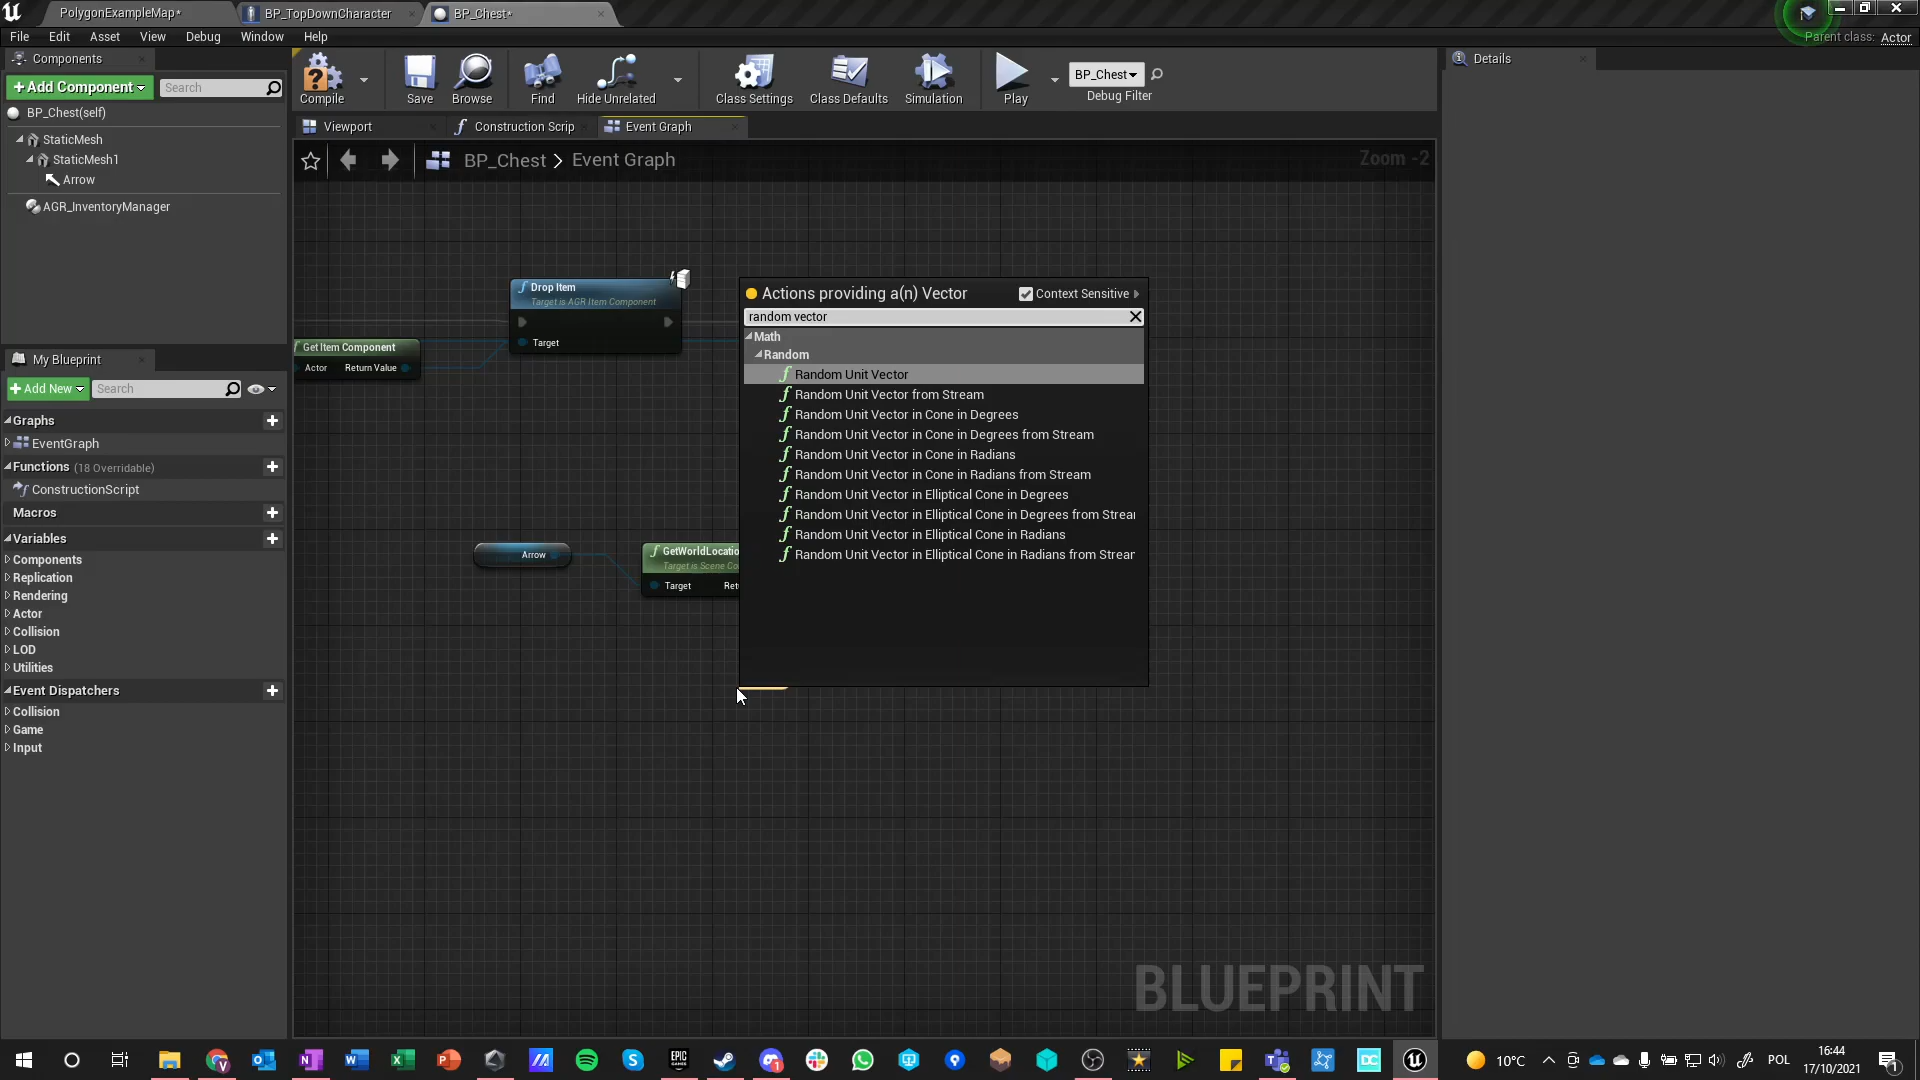 PolygonExampleMap*
BP_TopDownCharacter
BP_Chest*
File Edit Asset View Debug Window Help
Parent class: Actor
Components
+ Add Component
Search
BP_Chest(self)
StaticMesh
StaticMesh1
Arrow
AGR_InventoryManager
Compile
Save
Browse
Find
Hide Unrelated
Class Settings
Class Defaults
Simulation
Play
BP_Chest
Debug Filter
Details
Viewport
Construction Scrip
Event Graph
BP_Chest > Event Graph
Zoom -2
My Blueprint
+ Add New
Search
Graphs
EventGraph
Functions (18 Overridable)
ConstructionScript
Macros
Variables
Components
Replication
Rendering
Actor
Collision
LOD
Utilities
Event Dispatchers
Collision
Game
Input
Drop Item
Target is AGR Item Component
Target
Get Item Component
Actor Return Value
Arrow
GetWorldLocatio
Target is Scene Co
Target Ret
Actions providing a(n) Vector
Context Sensitive
random vector
Math
Random
Random Unit Vector
Random Unit Vector from Stream
Random Unit Vector in Cone in Degrees
Random Unit Vector in Cone in Degrees from Stream
Random Unit Vector in Cone in Radians
Random Unit Vector in Cone in Radians from Stream
Random Unit Vector in Elliptical Cone in Degrees
Random Unit Vector in Elliptical Cone in Degrees from Strear
Random Unit Vector in Elliptical Cone in Radians
Random Unit Vector in Elliptical Cone in Radians from Strear
BLUEPRINT
10°C
POL
16:44
17/10/2021